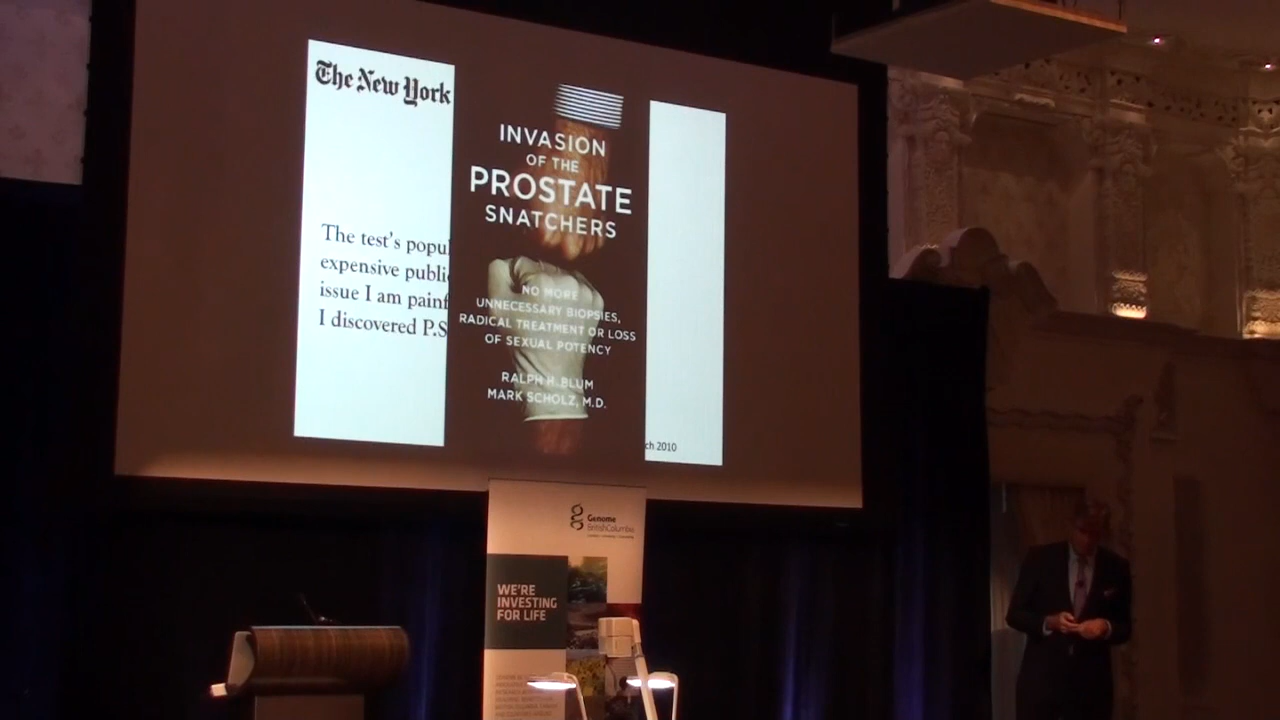 The New York
The test's popul
expensive public
issue I am painf
I discovered P.S
INVASION
OF THE
PROSTATE
SNATCHERS
NO MORE
UNNECESSARY BIOPSIES,
RADICAL TREATMENT OR LOSS
OF SEXUAL POTENCY
RALPH H. BLUM
MARK SCHOLZ, M.D.
ch 2010
Genome
BritishColumbia
WE'RE
INVESTING
FOR LIFE